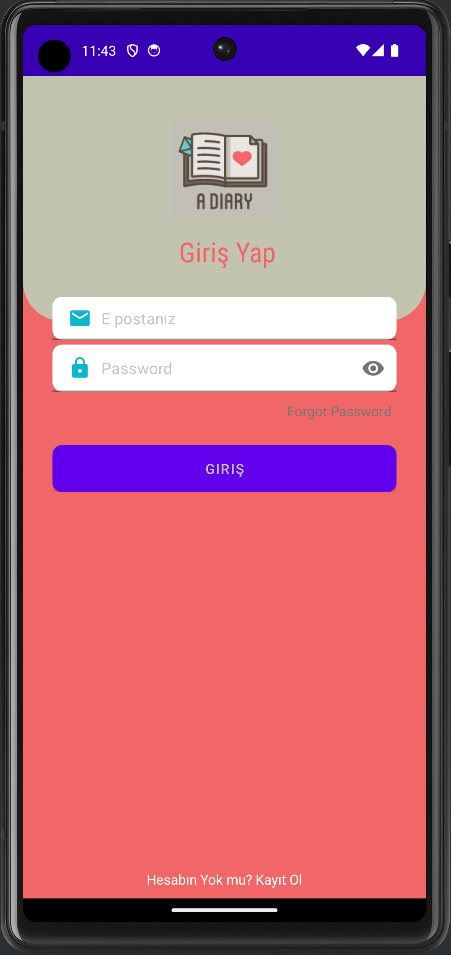 11:43
A DIARY
Giriş Yap
E postanız
Password
Forgot Password
GIRIŞ
Hesabın Yok mu? Kayıt Ol